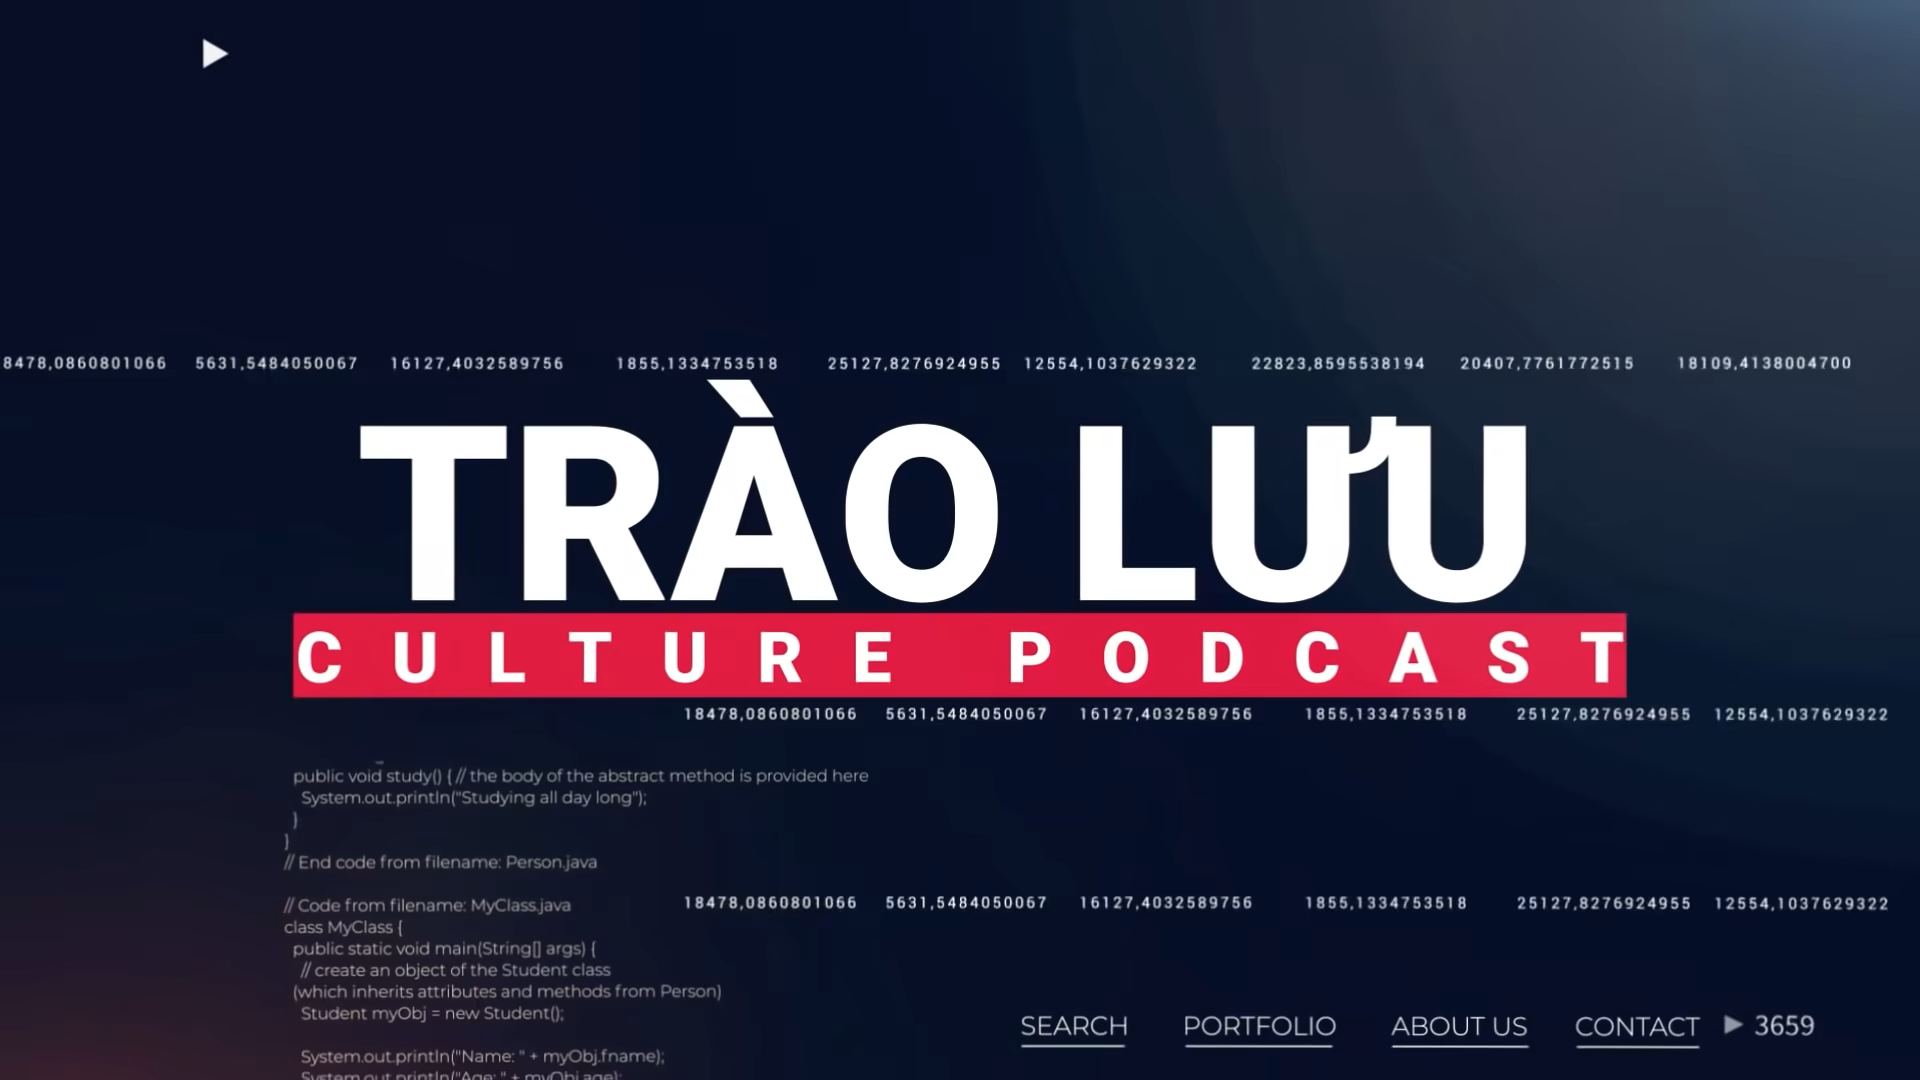 8478,0860801066 5631,5484050067 16127,4032589756 1855,1334753518 25127,8276924955 12554,1037629322 22823,8595538194 20407,7761772515 18109,4138004700
TRÀO LƯU
CULTURE PODCAST
18478,0860801066 5631,5484050067 16127,4032589756 1855,1334753518 25127,8276924955 12554,1037629322
public void study() { // the body of the abstract method is provided here
System.out.println("Studying all day long");
}
}
// End code from filename: Person.java
// Code from filename: MyClass.java
18478,0860801066 5631,5484050067 16127,4032589756 1855,1334753518 25127,8276924955 12554,1037629322
class MyClass {
public static void main(String[] args) {
// create an object of the Student class
(which inherits attributes and methods from Person)
Student myObj = new Student();
SEARCH PORTFOLIO ABOUT US CONTACT 3659
System.out.println("Name: " + myObj.fname);
System.out.println("Age: " + myObj.age);